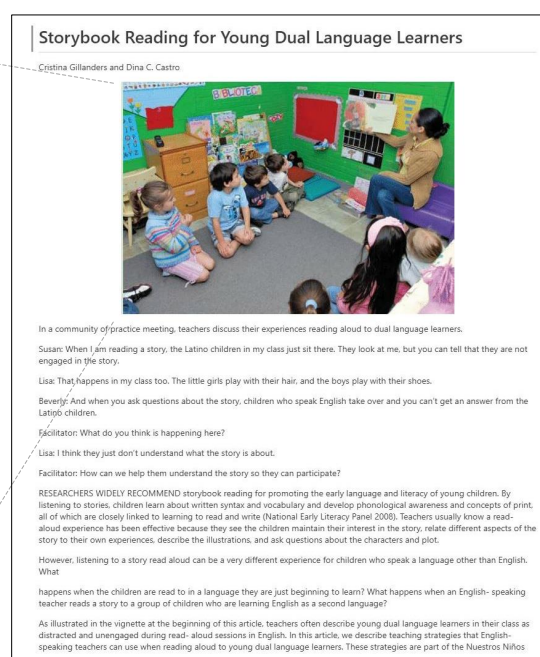 Storybook Reading for Young Dual Language Learners
Cristina Gillanders and Dina C. Castro
BIBLIOTEC
In a community of practice meeting, teachers discuss their experiences reading aloud to dual language learners.
Susan: When I am reading a story, the Latino children in my class just sit there. They look at me, but you can tell that they are not
engaged in the story.
Lisa: That happens in my class too. The little girls play with their hair, and the boys play with their shoes.
Beverly: And when you ask questions about the story, children who speak English take over and you can't get an answer from the
Latino children.
Facilitator: What do you think is happening here?
Lisa: I think they just don't understand what the story is about.
Facilitator: How can we help them understand the story so they can participate?
RESEARCHERS WIDELY RECOMMEND storybook reading for promoting the early language and literacy of young children. By
listening to stories, children learn about written syntax and vocabulary and develop phonological awareness and concepts of print,
all of which are closely linked to learning to read and write (National Early Literacy Panel 2008). Teachers usually know a read-
aloud experience has been effective because they see the children maintain their interest in the story, relate different aspects of the
story to their own experiences, describe the illustrations, and ask questions about the characters and plot.
However, listening to a story read aloud can be a very different experience for children who speak a language other than English.
What
happens when the children are read to in a language they are just beginning to learn? What happens when an English- speaking
teacher reads a story to a group of children who are learning English as a second language?
As illustrated in the vignette at the beginning of this article, teachers often describe young dual language learners in their class as
distracted and unengaged during read- aloud sessions in English. In this article, we describe teaching strategies that English-
speaking teachers can use when reading aloud to young dual language learners. These strategies are part of the Nuestros Niños